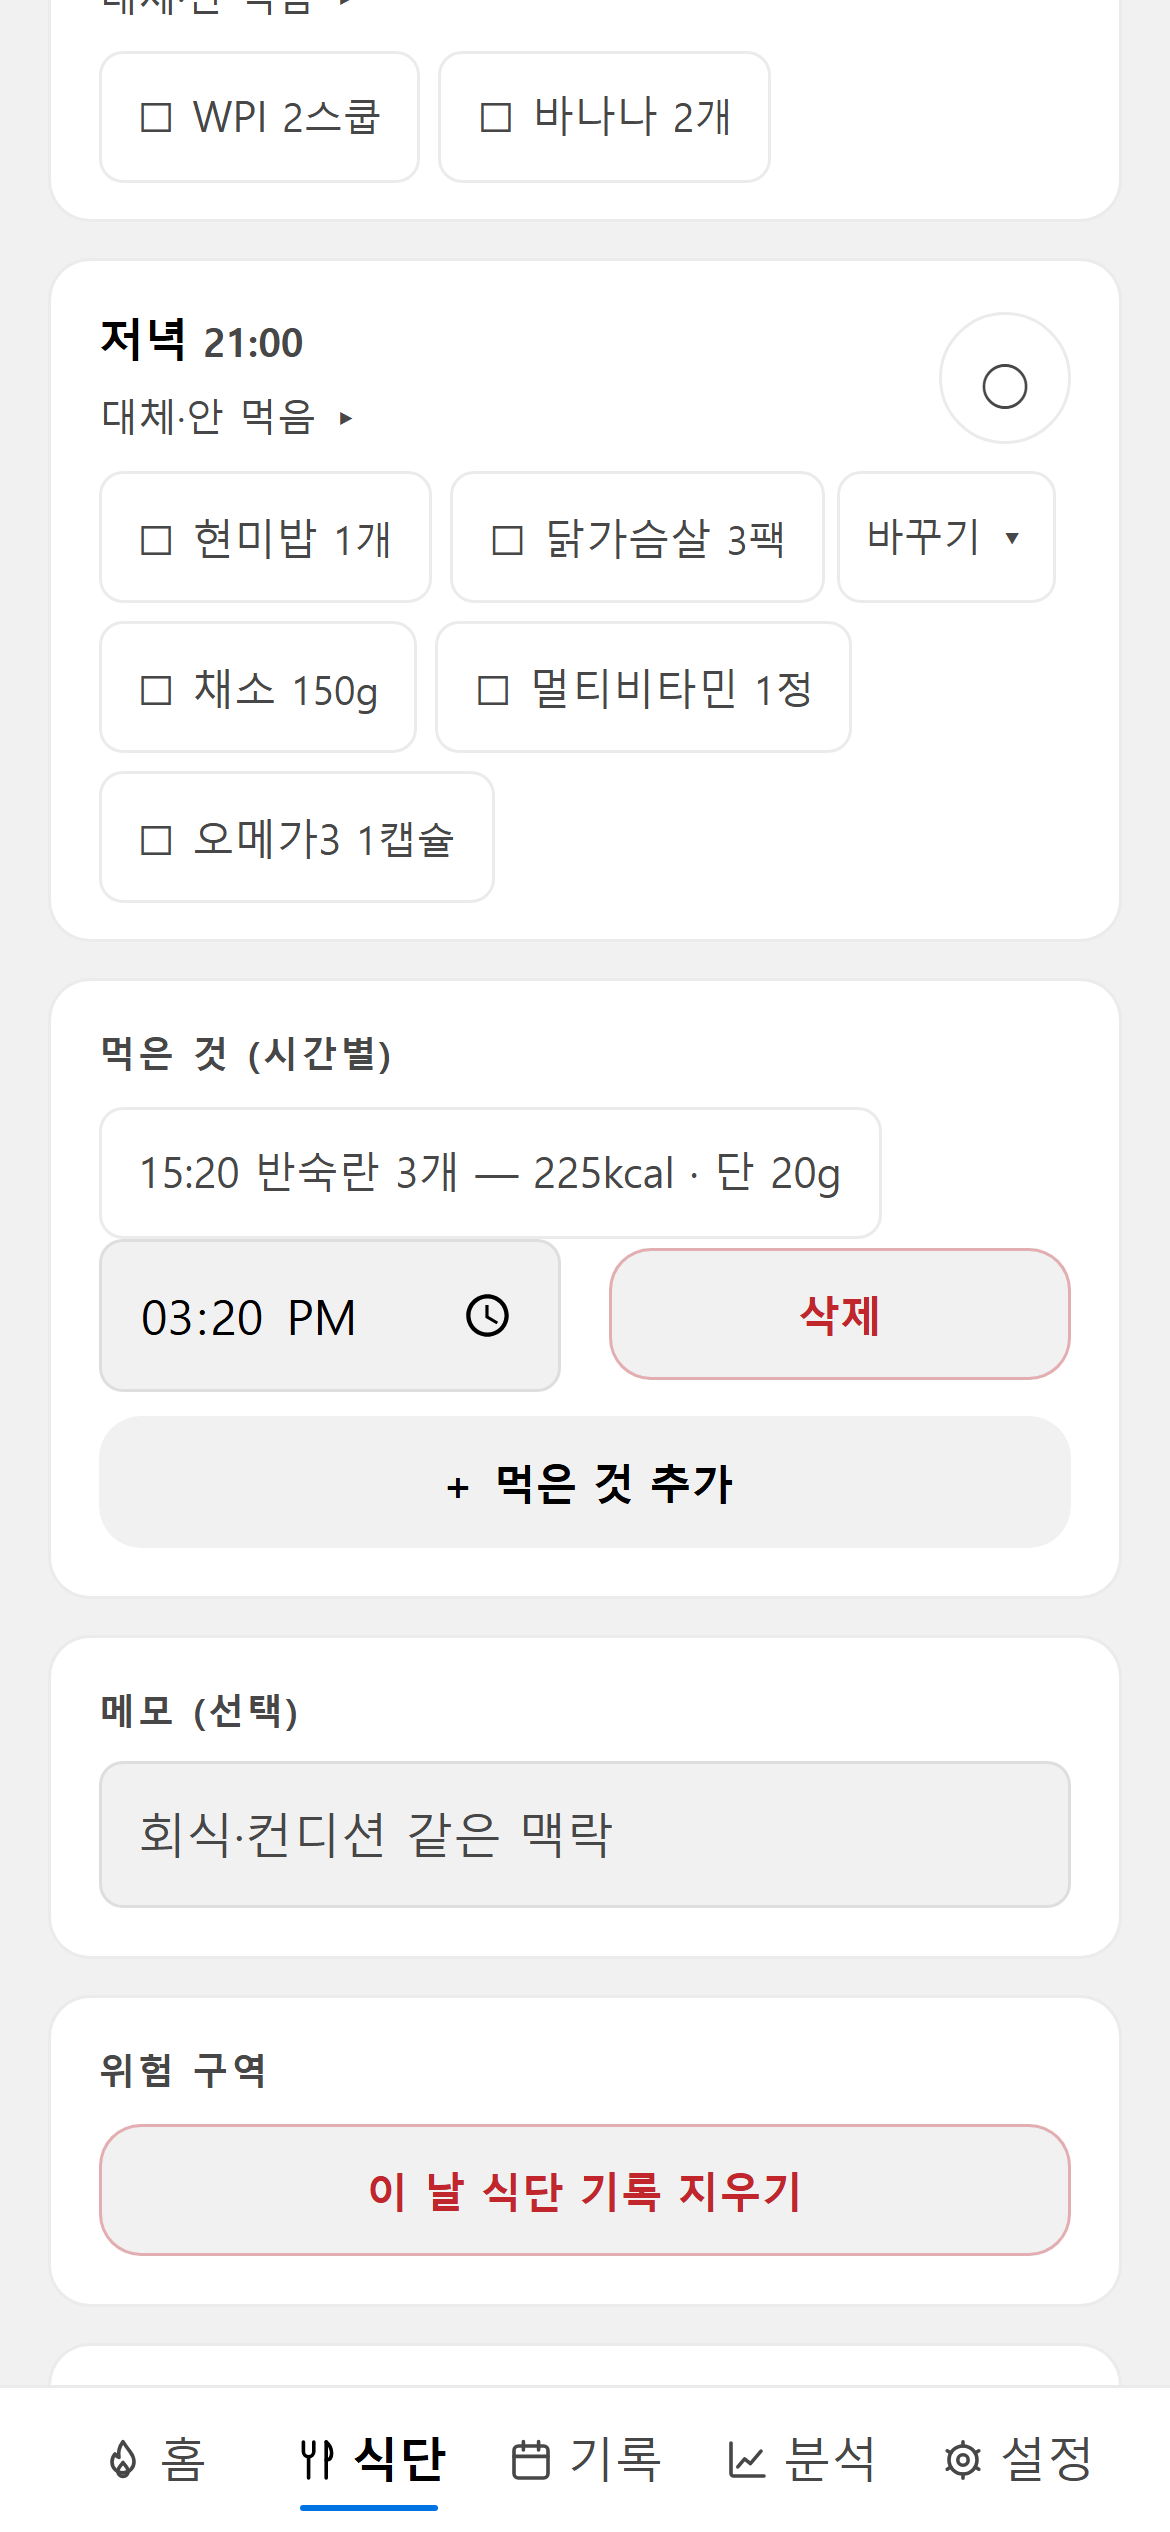 대체·안 먹음 ▸
☐ WPI 2스쿱 ☐ 바나나 2개
저녁 21:00
대체·안 먹음 ▸
☐ 현미밥 1개 ☐ 닭가슴살 3팩 바꾸기 ▾
☐ 채소 150g ☐ 멀티비타민 1정
☐ 오메가3 1캡슐
먹은 것 (시간별)
15:20 반숙란 3개 — 225kcal · 단 20g
03:20 PM 삭제
+ 먹은 것 추가
메모 (선택)
회식·컨디션 같은 맥락
위험 구역
이 날 식단 기록 지우기
홈 식단 기록 분석 설정